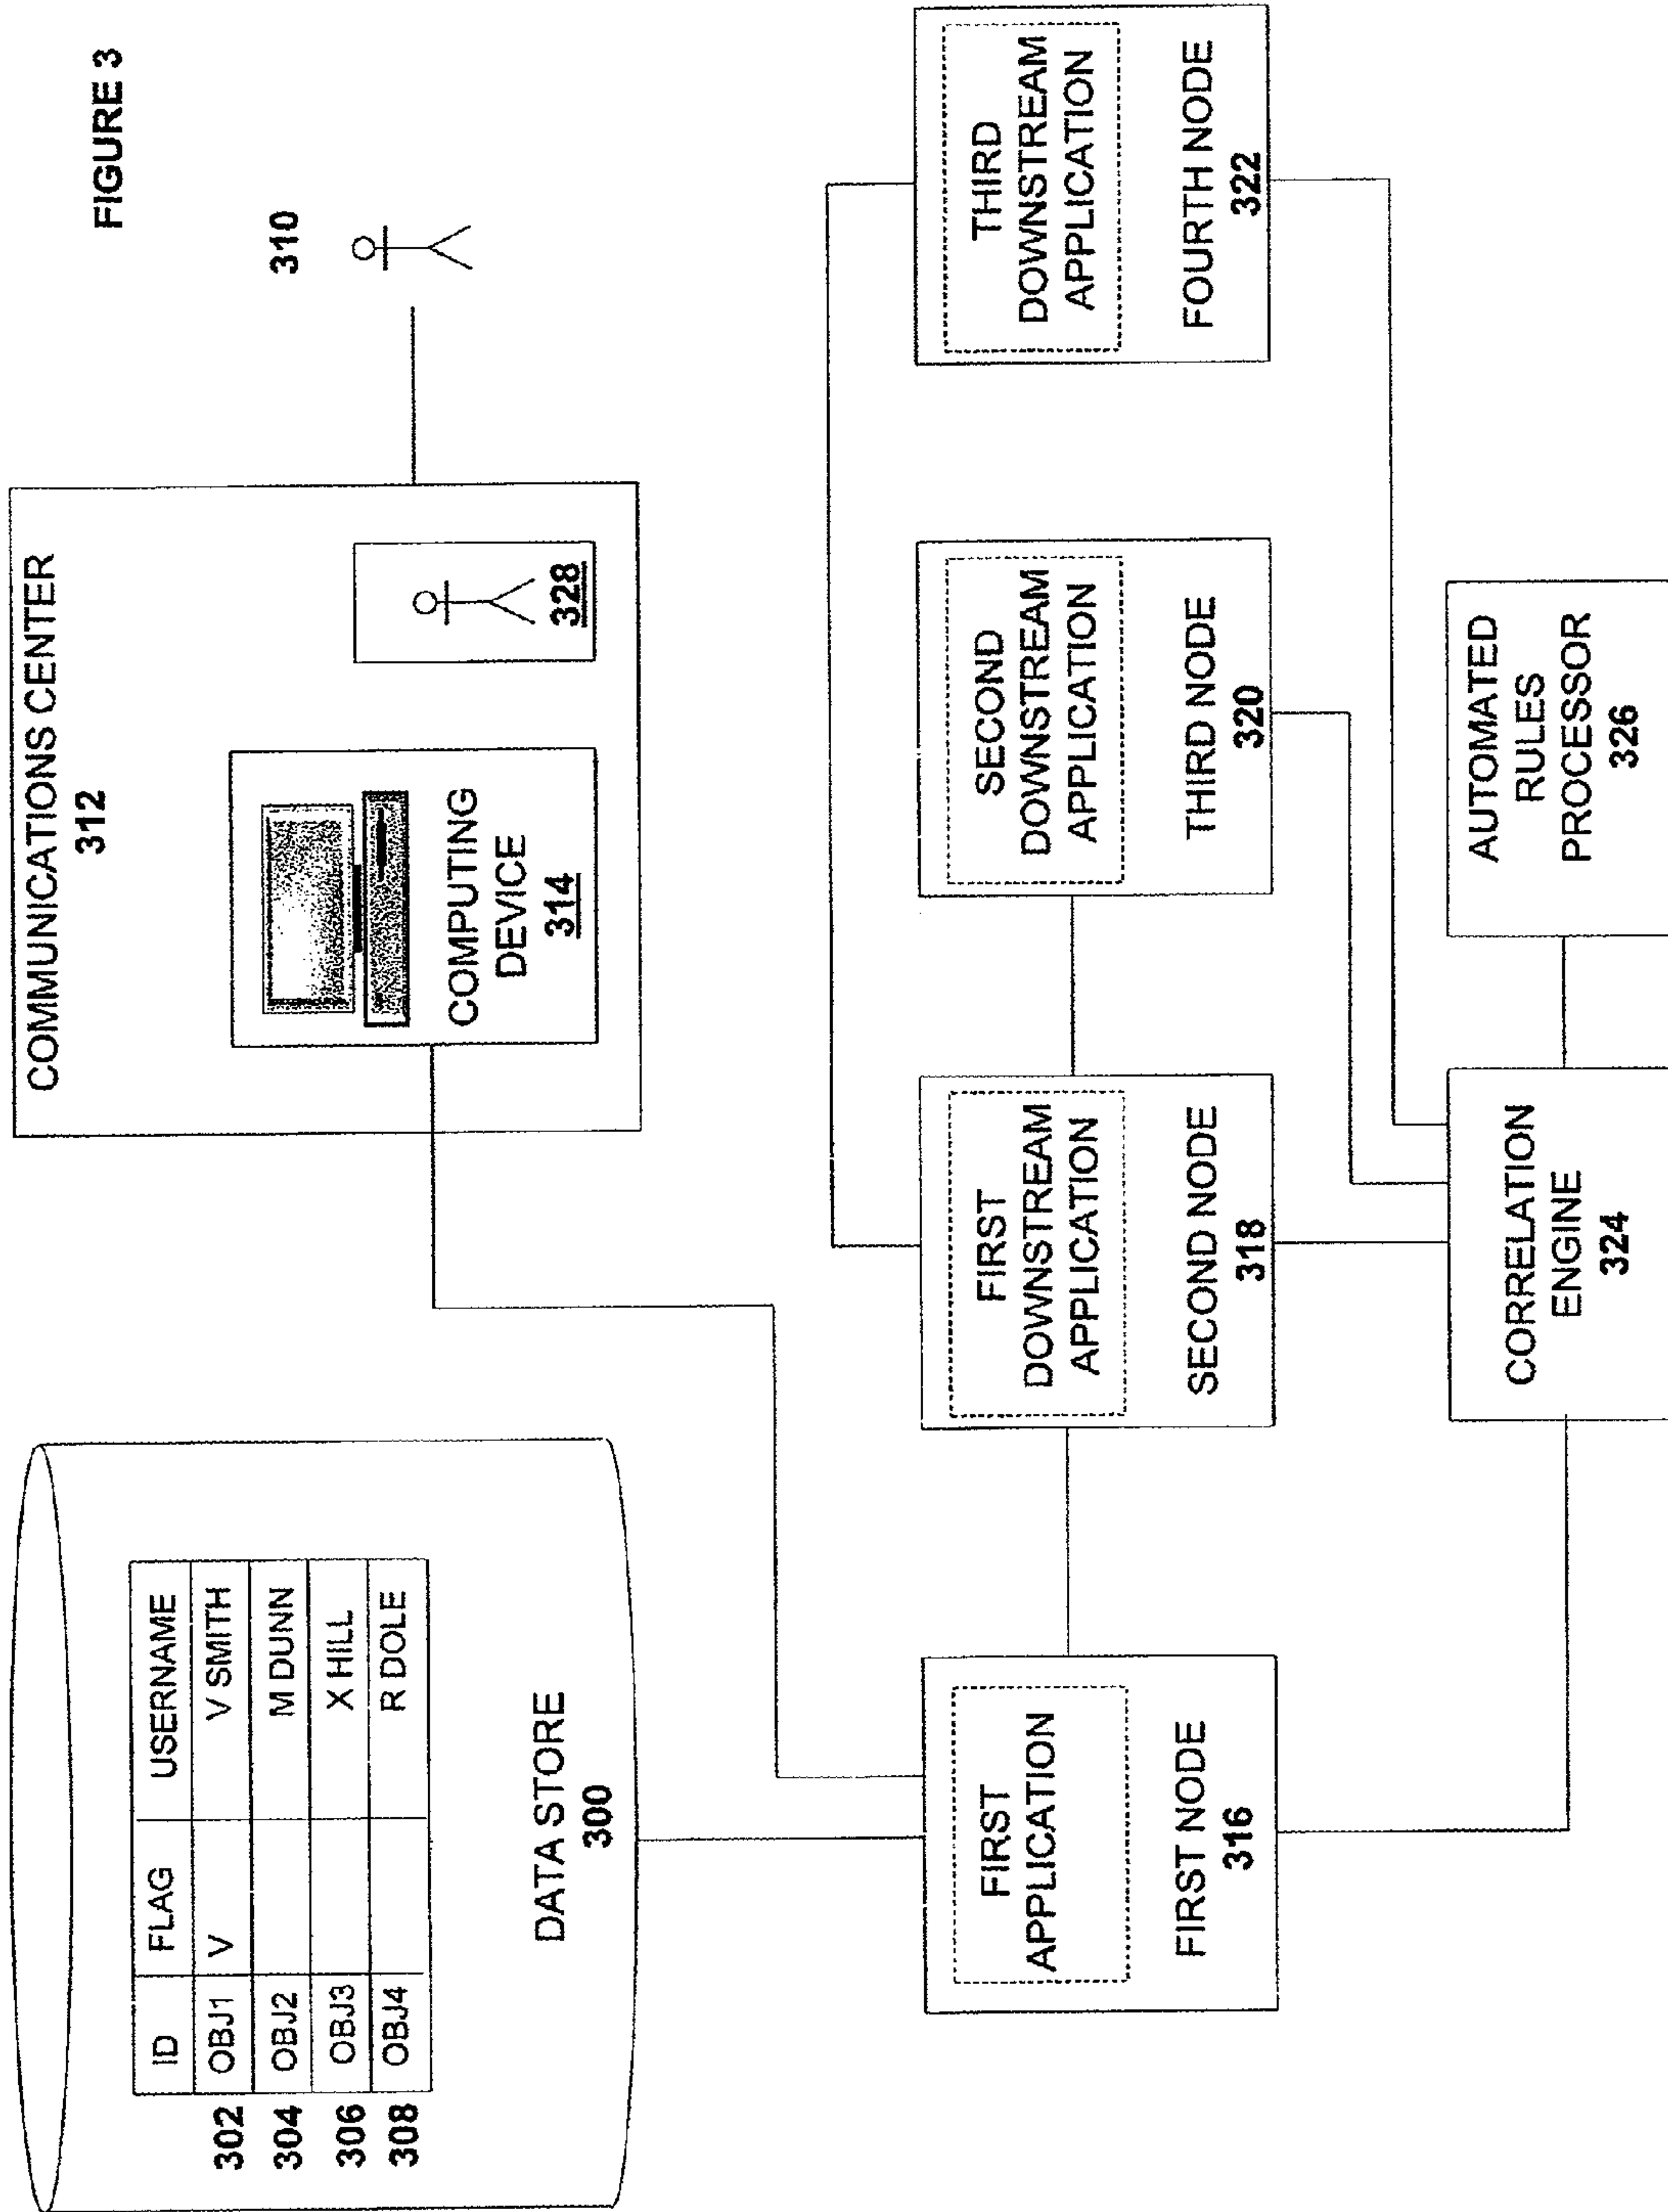 FIGURE 3
ID FLAG USERNAME
302 OBJ1 V V SMITH
304 OBJ2 M DUNN
306 OBJ3 X HILL
308 OBJ4 R DOLE
DATA STORE
300
COMMUNICATIONS CENTER
312
COMPUTING
DEVICE
314
328
310
FIRST
APPLICATION
FIRST NODE
316
FIRST
DOWNSTREAM
APPLICATION
SECOND NODE
318
SECOND
DOWNSTREAM
APPLICATION
THIRD NODE
320
THIRD
DOWNSTREAM
APPLICATION
FOURTH NODE
322
CORRELATION
ENGINE
324
AUTOMATED
RULES
PROCESSOR
326